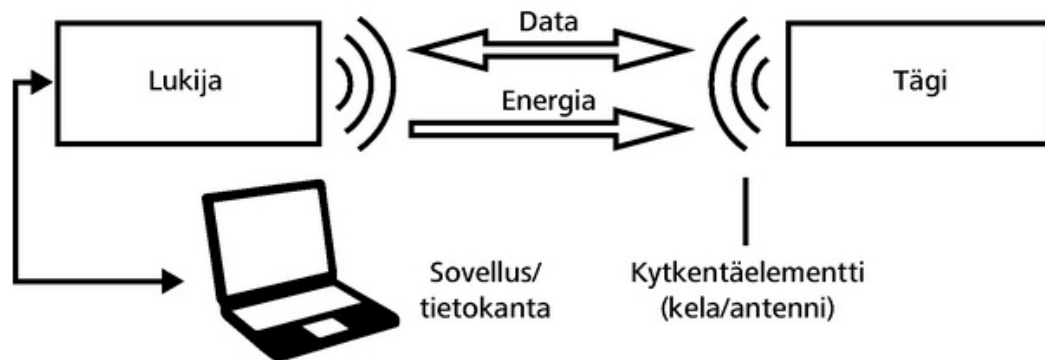 Data
Lukija
Tägi
Energia
Sovellus/
tietokanta
Kytkentäelementti
(kela/antenni)